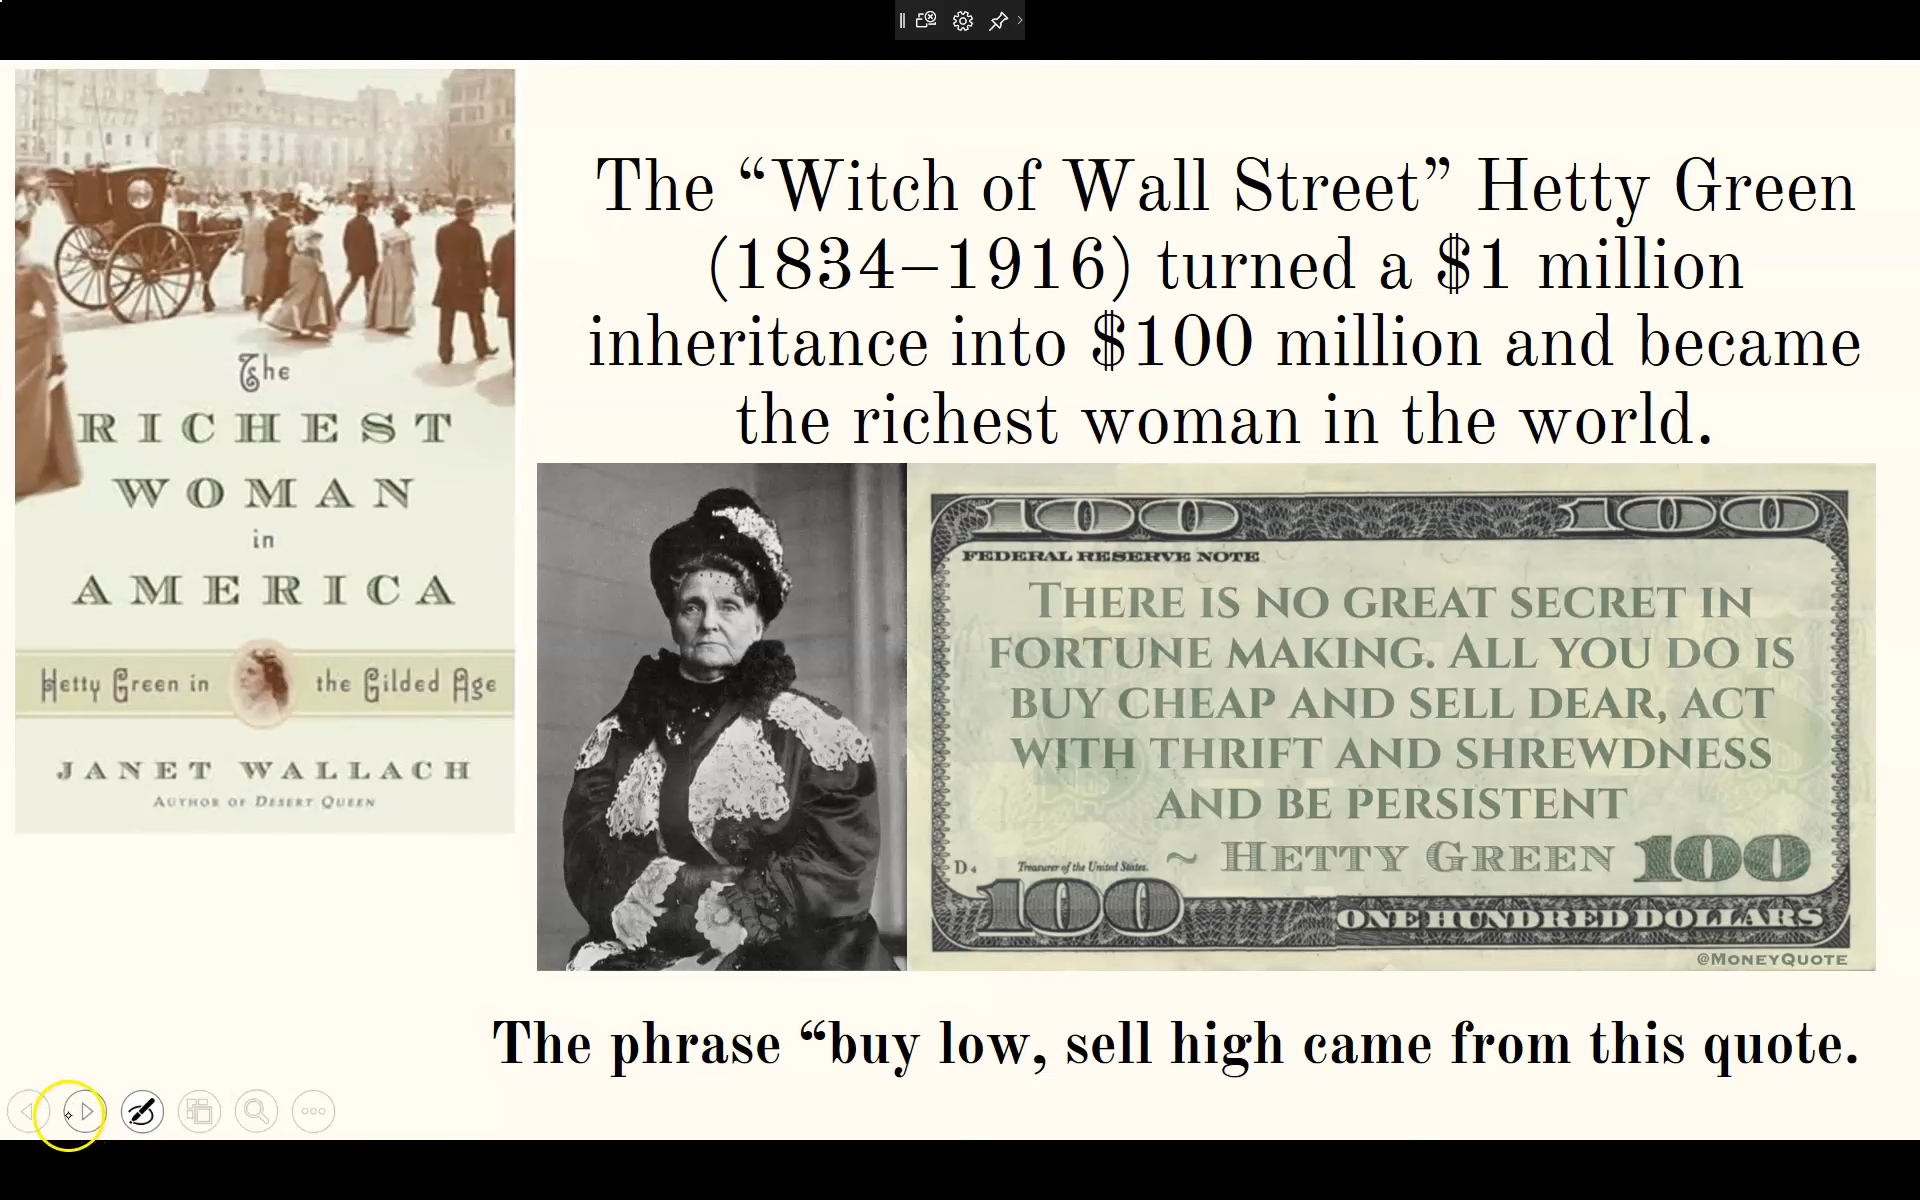 The
RICHEST
WOMAN
in
AMERICA
Hetty Green in the Gilded Age
JANET WALLACH
AUTHOR OF DESERT QUEEN
The “Witch of Wall Street” Hetty Green
(1834–1916) turned a $1 million
inheritance into $100 million and became
the richest woman in the world.
100 100
FEDERAL RESERVE NOTE
THERE IS NO GREAT SECRET IN
FORTUNE MAKING. ALL YOU DO IS
BUY CHEAP AND SELL DEAR, ACT
WITH THRIFT AND SHREWDNESS
AND BE PERSISTENT
~ HETTY GREEN 100
D 4 Treasurer of the United States.
100 ONE HUNDRED DOLLARS
@MONEYQUOTE
The phrase “buy low, sell high came from this quote.